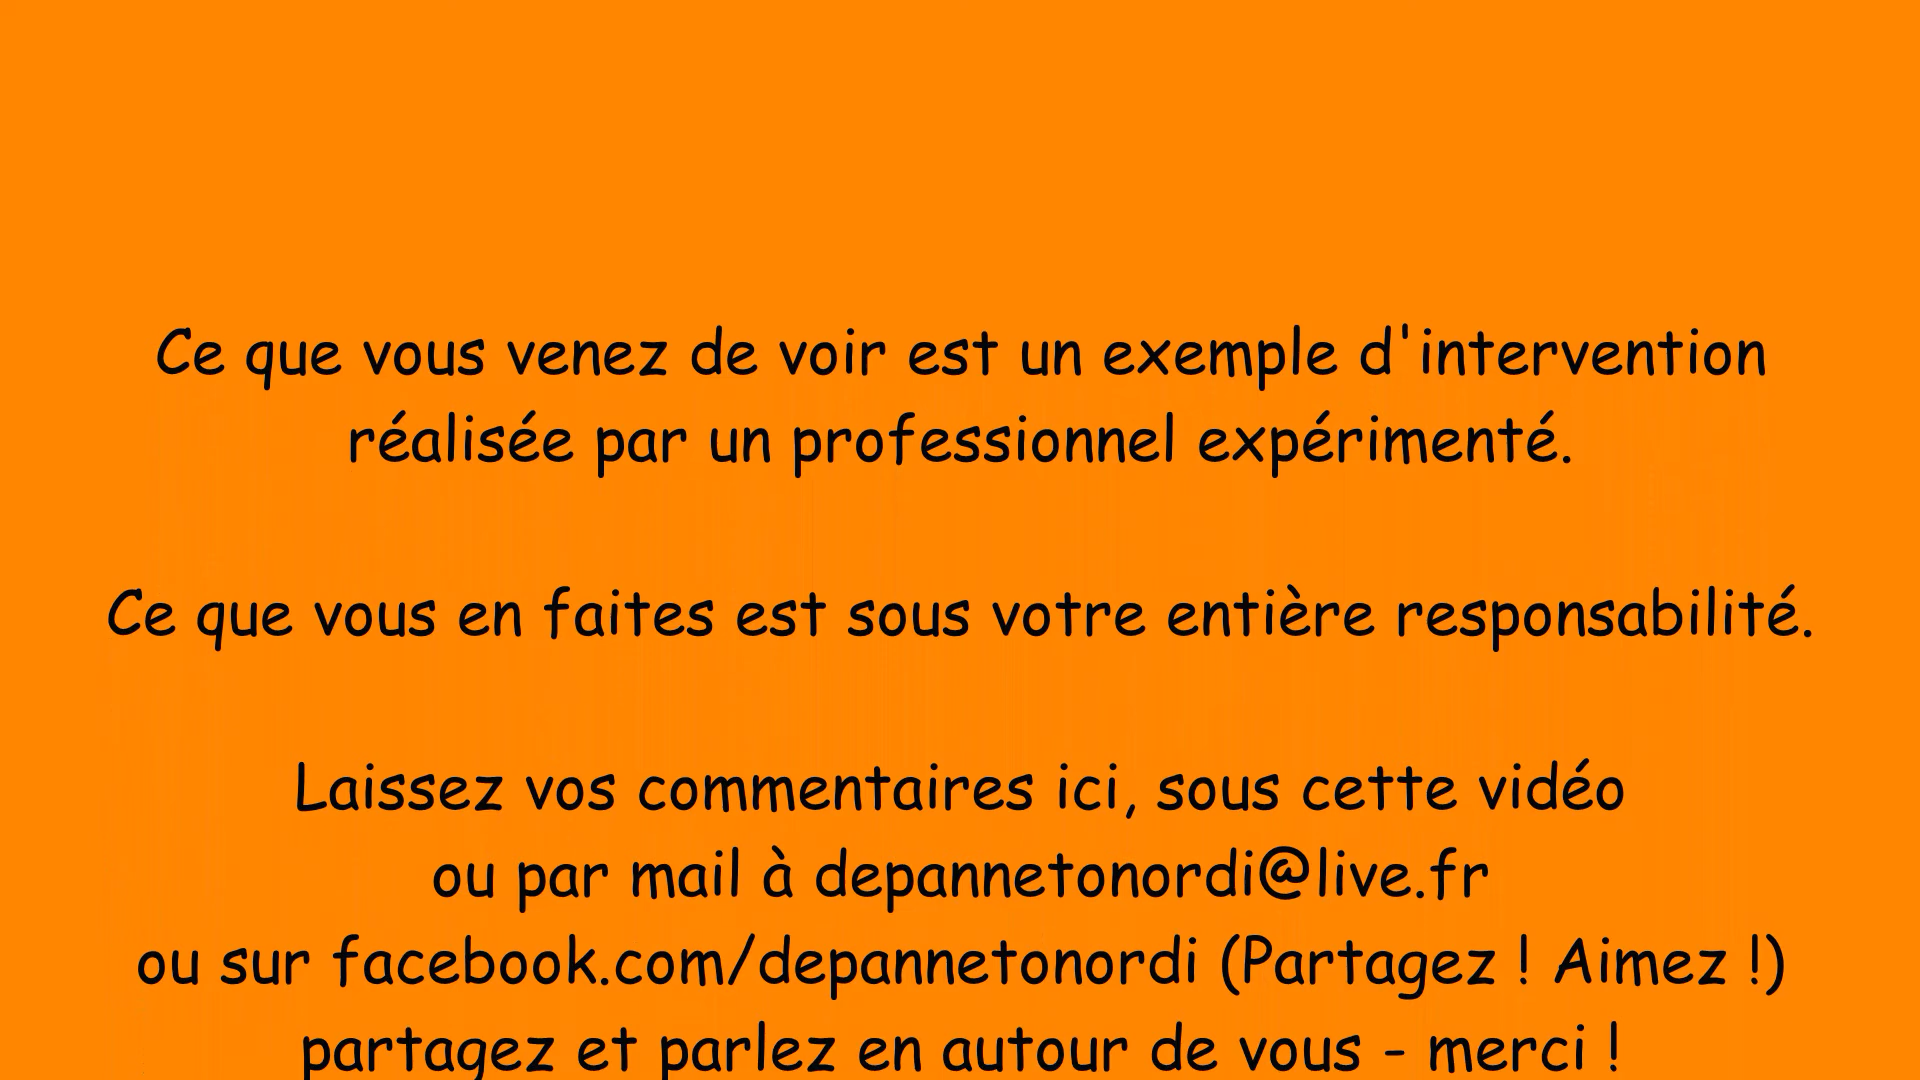 Ce que vous venez de voir est un exemple d'intervention
réalisée par un professionnel expérimenté.
Ce que vous en faites est sous votre entière responsabilité.
Laissez vos commentaires ici, sous cette vidéo
ou par mail à depannetonordi@live.fr
ou sur facebook.com/depannetonordi (Partagez ! Aimez !)
partagez et parlez en autour de vous - merci !